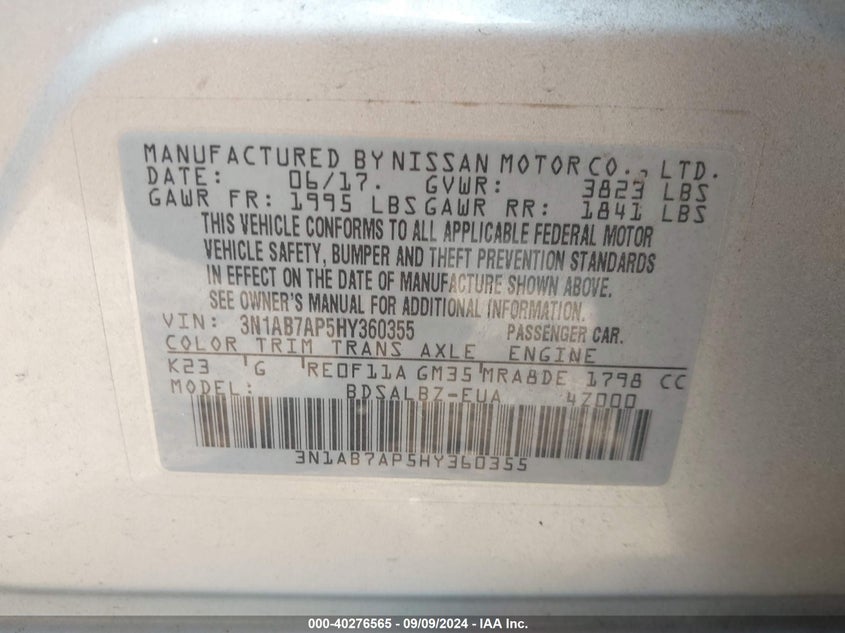 MANUFACTURED BY NISSAN MOTOR CO., LTD.
DATE: 06/17. GVWR: 3823 LBS
GAWR FR: 1995 LBS GAWR RR: 1841 LBS
THIS VEHICLE CONFORMS TO ALL APPLICABLE FEDERAL MOTOR
VEHICLE SAFETY, BUMPER AND THEFT PREVENTION STANDARDS
IN EFFECT ON THE DATE OF MANUFACTURE SHOWN ABOVE.
SEE OWNER'S MANUAL FOR ADDITIONAL INFORMATION.
VIN: 3N1AB7AP5HY360355 PASSENGER CAR.
COLOR TRIM TRANS AXLE ENGINE
K23 G RE0F11A GM35 MRA8DE 1798 CC
MODEL: BDSALBZ-EUA 4Z000
3N1AB7AP5HY360355
000-40276565 - 09/09/2024 - IAA Inc.